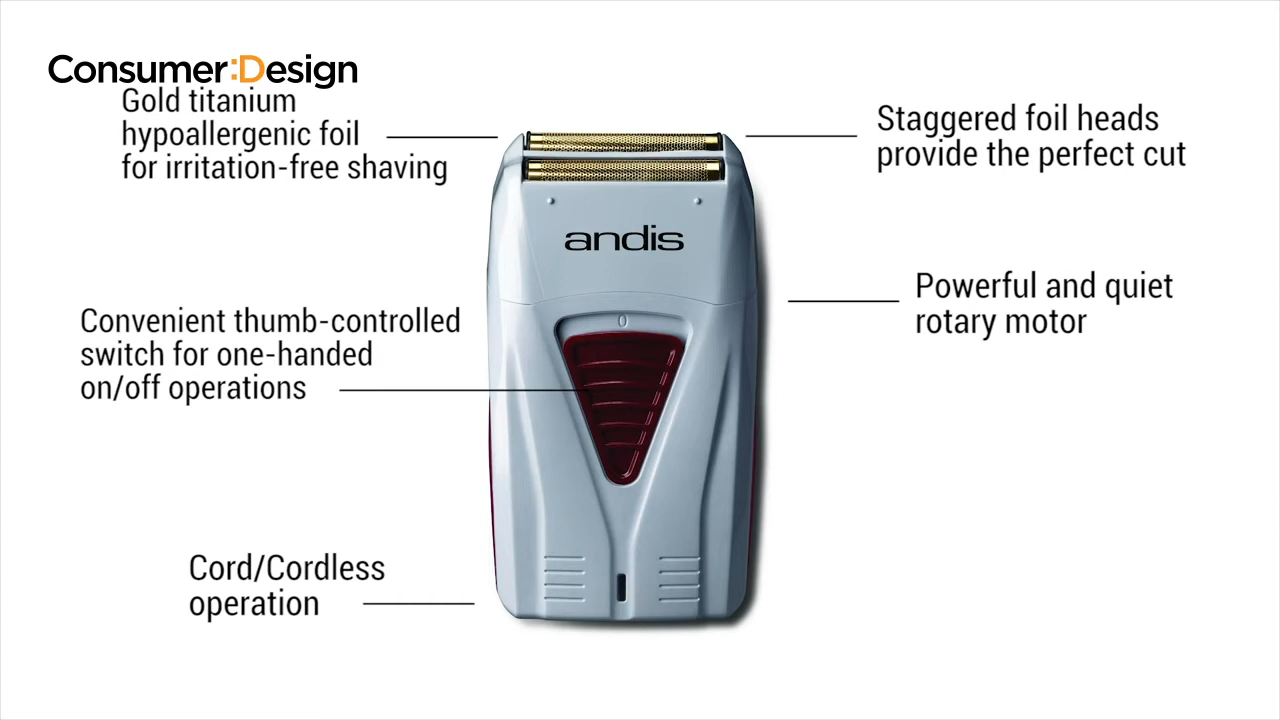 Consumer:Design
Gold titanium
hypoallergenic foil
for irritation-free shaving
Staggered foil heads
provide the perfect cut
andis
Powerful and quiet
rotary motor
0
Convenient thumb-controlled
switch for one-handed
on/off operations
Cord/Cordless
operation